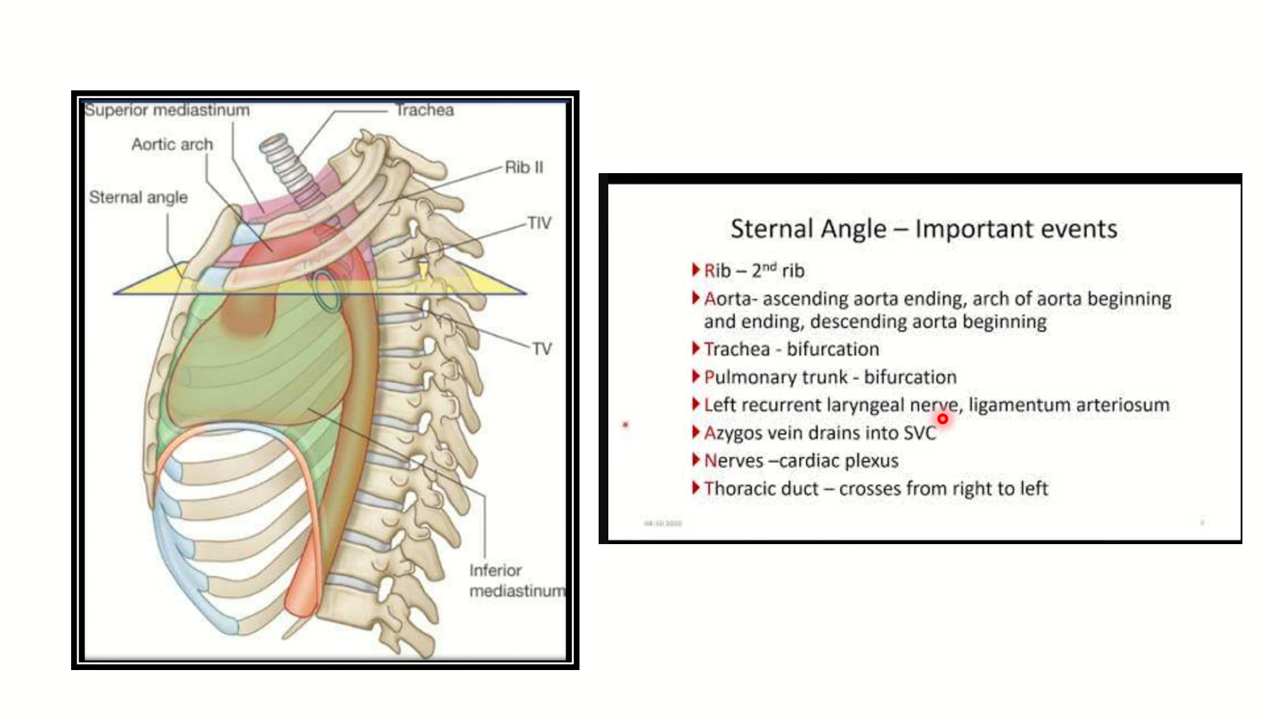 Superior mediastinum
Trachea
Aortic arch
Rib II
Sternal angle
TIV
TV
Inferior
mediastinum
Sternal Angle – Important events
Rib – 2nd rib
Aorta- ascending aorta ending, arch of aorta beginning
and ending, descending aorta beginning
Trachea - bifurcation
Pulmonary trunk - bifurcation
Left recurrent laryngeal nerve, ligamentum arteriosum
Azygos vein drains into SVC
Nerves –cardiac plexus
Thoracic duct – crosses from right to left